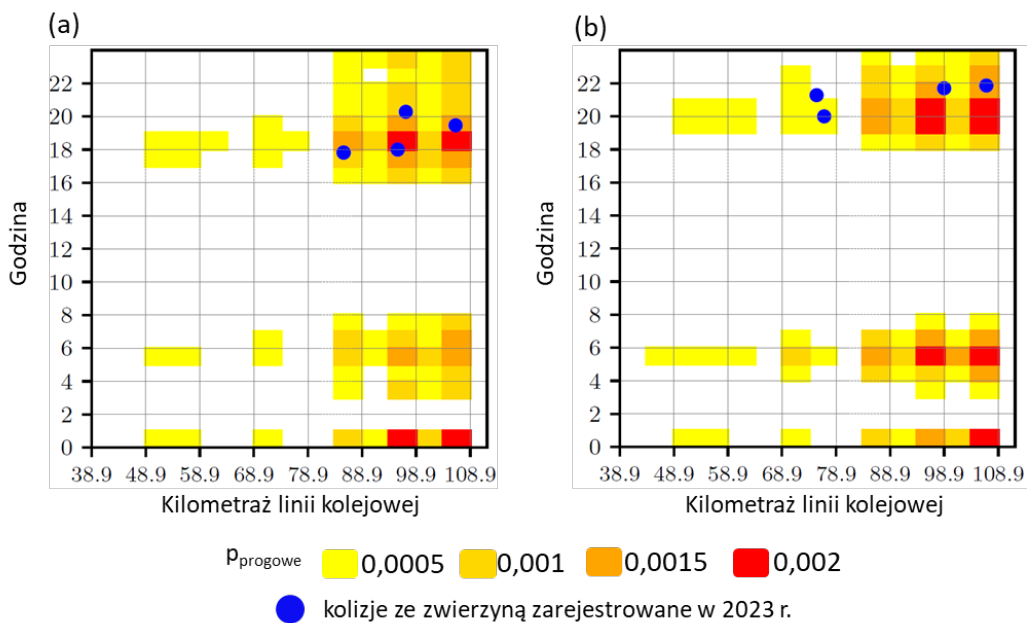 (a)
(b)
Godzina
22
20
18
16
14
12
10
8
6
4
2
0
38.9 48.9 58.9 68.9 78.9 88.9 98.9 108.9
Kilometraż linii kolejowej
Godzina
22
20
18
16
14
12
10
8
6
4
2
0
38.9 48.9 58.9 68.9 78.9 88.9 98.9 108.9
Kilometraż linii kolejowej
pprogowe 0,0005 0,001 0,0015 0,002
kolizje ze zwierzyną zarejestrowane w 2023 r.